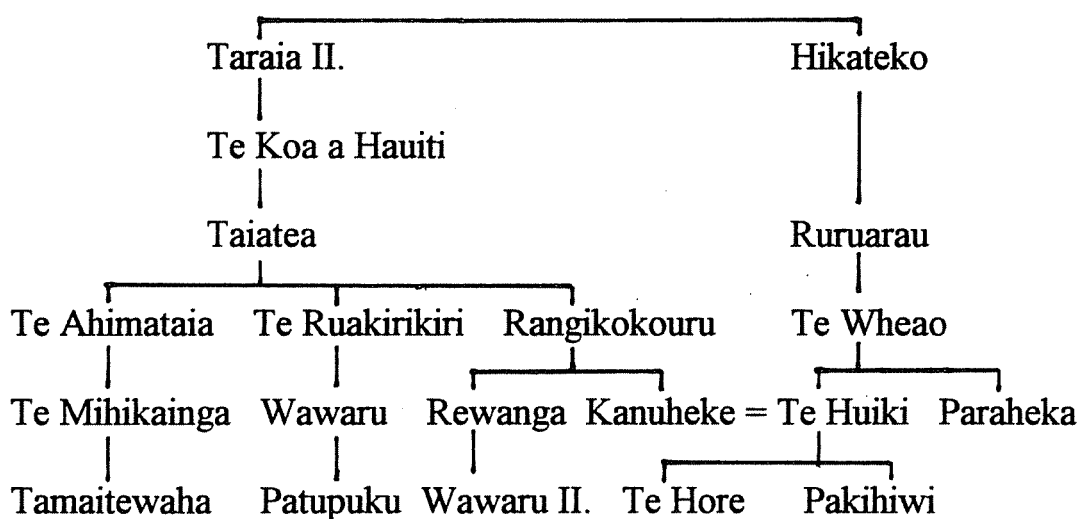 Taraia II. Hikateko
Te Koa a Hauiti
Taiatea Ruruarau
Te Ahimataia Te Ruakirikiri Rangikokouru Te Wheao
Te Mihikainga Wawaru Rewanga Kanuheke = Te Huiki Paraheka
Tamaitewaha Patupuku Wawaru II. Te Hore Pakihiwi